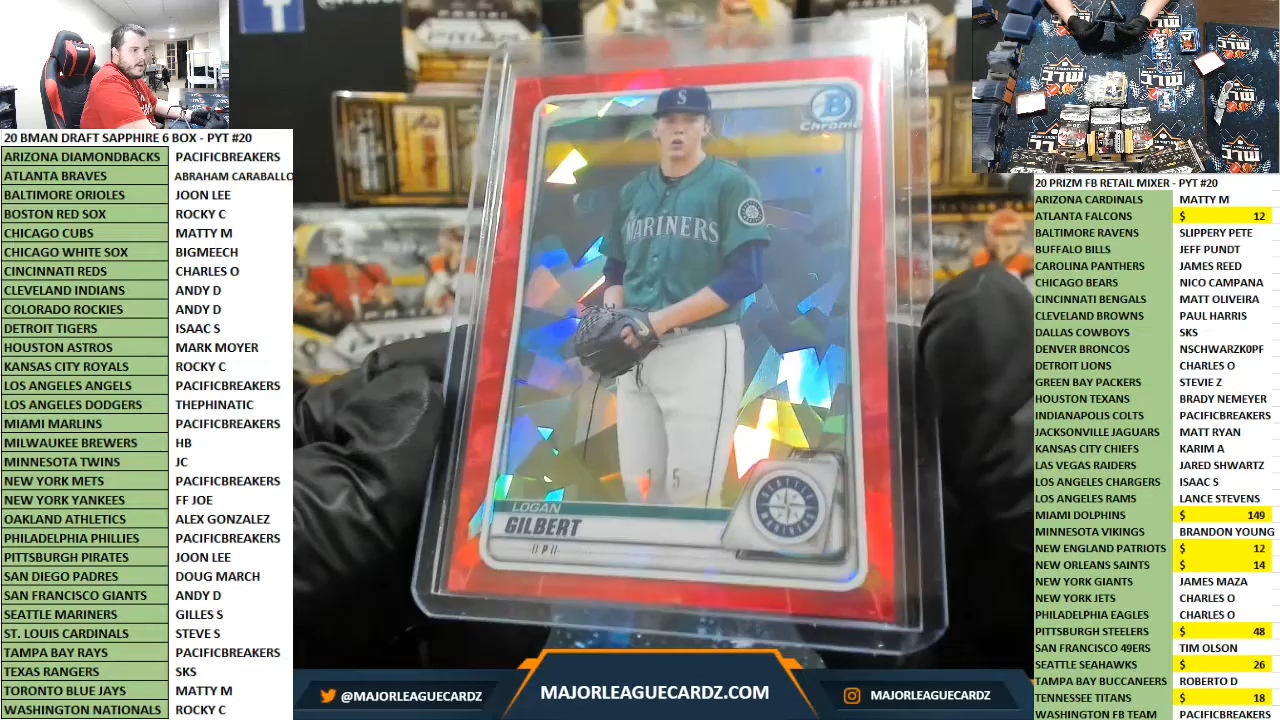 20 BMAN DRAFT SAPPHIRE 6 BOX - PYT #20
ARIZONA DIAMONDBACKS PACIFICBREAKERS
ATLANTA BRAVES ABRAHAM CARABALLO
BALTIMORE ORIOLES JOON LEE
BOSTON RED SOX ROCKY C
CHICAGO CUBS MATTY M
CHICAGO WHITE SOX BIGMEECH
CINCINNATI REDS CHARLES O
CLEVELAND INDIANS ANDY D
COLORADO ROCKIES ANDY D
DETROIT TIGERS ISAAC S
HOUSTON ASTROS MARK MOYER
KANSAS CITY ROYALS ROCKY C
LOS ANGELES ANGELS PACIFICBREAKERS
LOS ANGELES DODGERS THEPHINATIC
MIAMI MARLINS PACIFICBREAKERS
MILWAUKEE BREWERS HB
MINNESOTA TWINS JC
NEW YORK METS PACIFICBREAKERS
NEW YORK YANKEES FF JOE
OAKLAND ATHLETICS ALEX GONZALEZ
PHILADELPHIA PHILLIES PACIFICBREAKERS
PITTSBURGH PIRATES JOON LEE
SAN DIEGO PADRES DOUG MARCH
SAN FRANCISCO GIANTS ANDY D
SEATTLE MARINERS GILLES S
ST. LOUIS CARDINALS STEVE S
TAMPA BAY RAYS PACIFICBREAKERS
TEXAS RANGERS SKS
TORONTO BLUE JAYS MATTY M
WASHINGTON NATIONALS ROCKY C
B
Chrome
S
MARINERS
15
LOGAN
GILBERT
//P//
SEATTLE MARINERS
@MAJORLEAGUECARDZ
MAJORLEAGUECARDZ.COM
MAJORLEAGUECARDZ
20 PRIZM FB RETAIL MIXER - PYT #20
ARIZONA CARDINALS MATTY M
ATLANTA FALCONS $ 12
BALTIMORE RAVENS SLIPPERY PETE
BUFFALO BILLS JEFF PUNDT
CAROLINA PANTHERS JAMES REED
CHICAGO BEARS NICO CAMPANA
CINCINNATI BENGALS MATT OLIVEIRA
CLEVELAND BROWNS PAUL HARRIS
DALLAS COWBOYS SKS
DENVER BRONCOS NSCHWARZK0PF
DETROIT LIONS CHARLES O
GREEN BAY PACKERS STEVIE Z
HOUSTON TEXANS BRADY NEMEYER
INDIANAPOLIS COLTS PACIFICBREAKERS
JACKSONVILLE JAGUARS MATT RYAN
KANSAS CITY CHIEFS KARIM A
LAS VEGAS RAIDERS JARED SHWARTZ
LOS ANGELES CHARGERS ISAAC S
LOS ANGELES RAMS LANCE STEVENS
MIAMI DOLPHINS $ 149
MINNESOTA VIKINGS BRANDON YOUNG
NEW ENGLAND PATRIOTS $ 12
NEW ORLEANS SAINTS $ 14
NEW YORK GIANTS JAMES MAZA
NEW YORK JETS CHARLES O
PHILADELPHIA EAGLES CHARLES O
PITTSBURGH STEELERS $ 48
SAN FRANCISCO 49ERS TIM OLSON
SEATTLE SEAHAWKS $ 26
TAMPA BAY BUCCANEERS ROBERTO D
TENNESSEE TITANS $ 18
WASHINGTON FB TEAM PACIFICBREAKERS